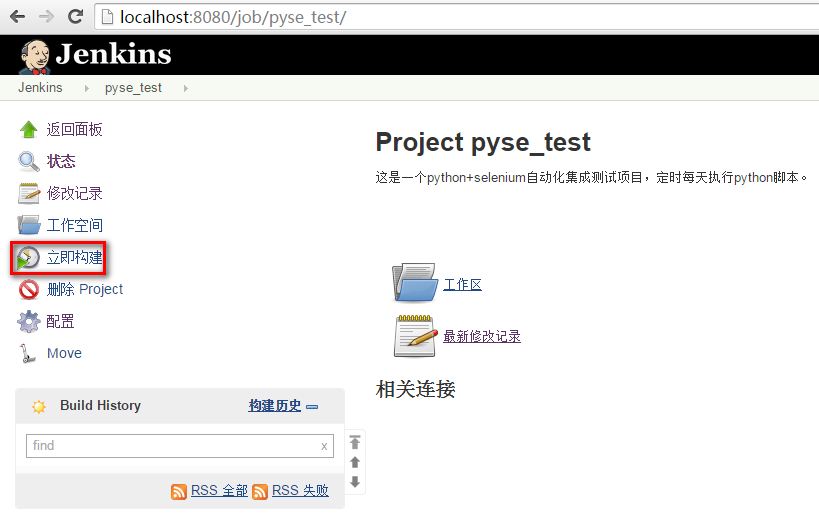 localhost:8080/job/pyse_test/
Jenkins
Jenkins pyse_test
返回面板
状态
修改记录
工作空间
立即构建
删除 Project
配置
Move
Build History 构建历史
find x
RSS 全部 RSS 失败
Project pyse_test
这是一个python+selenium自动化集成测试项目，定时每天执行python脚本。
工作区
最新修改记录
相关连接